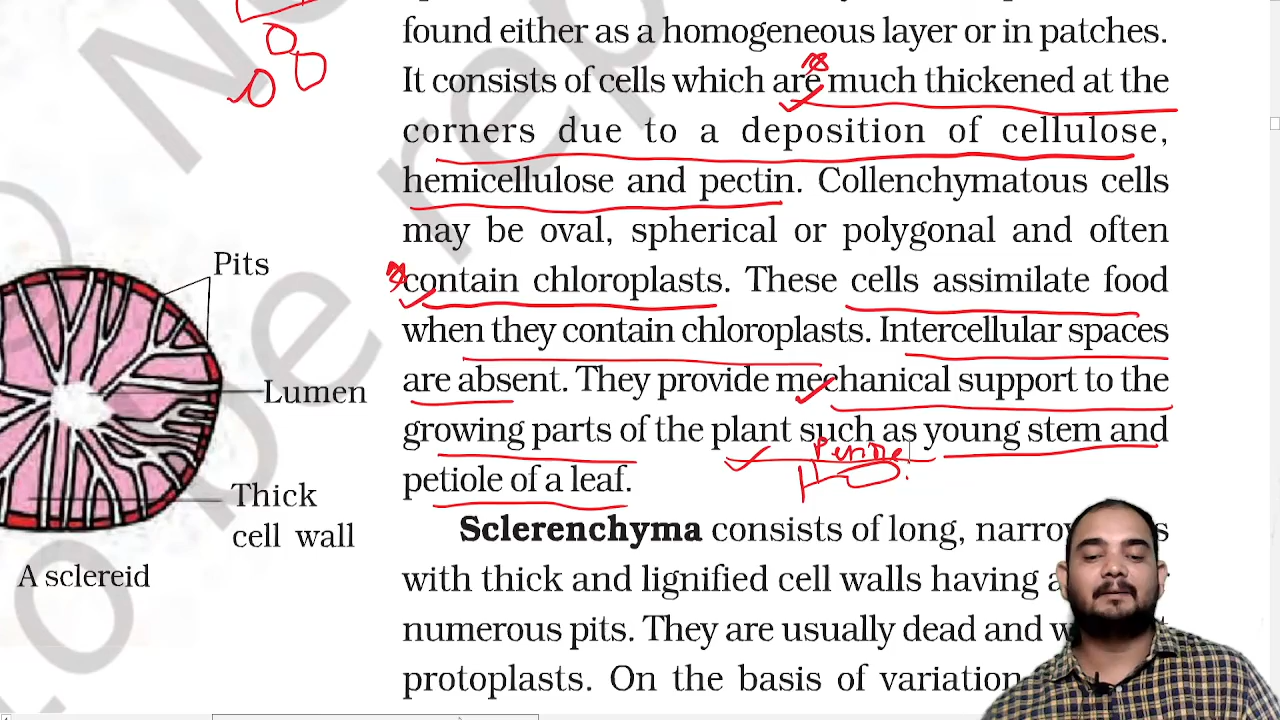 found either as a homogeneous layer or in patches.
It consists of cells which are much thickened at the
corners due to a deposition of cellulose,
hemicellulose and pectin. Collenchymatous cells
may be oval, spherical or polygonal and often
contain chloroplasts. These cells assimilate food
when they contain chloroplasts. Intercellular spaces
are absent. They provide mechanical support to the
growing parts of the plant such as young stem and
petiole of a leaf.
Sclerenchyma consists of long, narrow
with thick and lignified cell walls having a
numerous pits. They are usually dead and
protoplasts. On the basis of variation
Pits
Lumen
Thick
cell wall
A sclereid